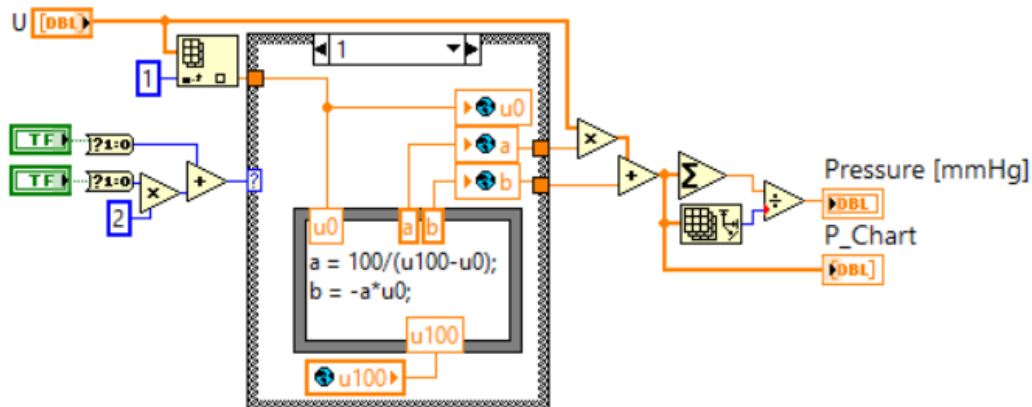 U [DBL]
1
1
u0
TF ?1:0
a
TF ?1:0
b
?
2
Pressure [mmHg]
DBL
P_Chart
[DBL]
u0 a b
a = 100/(u100-u0);
b = -a*u0;
u100
u100